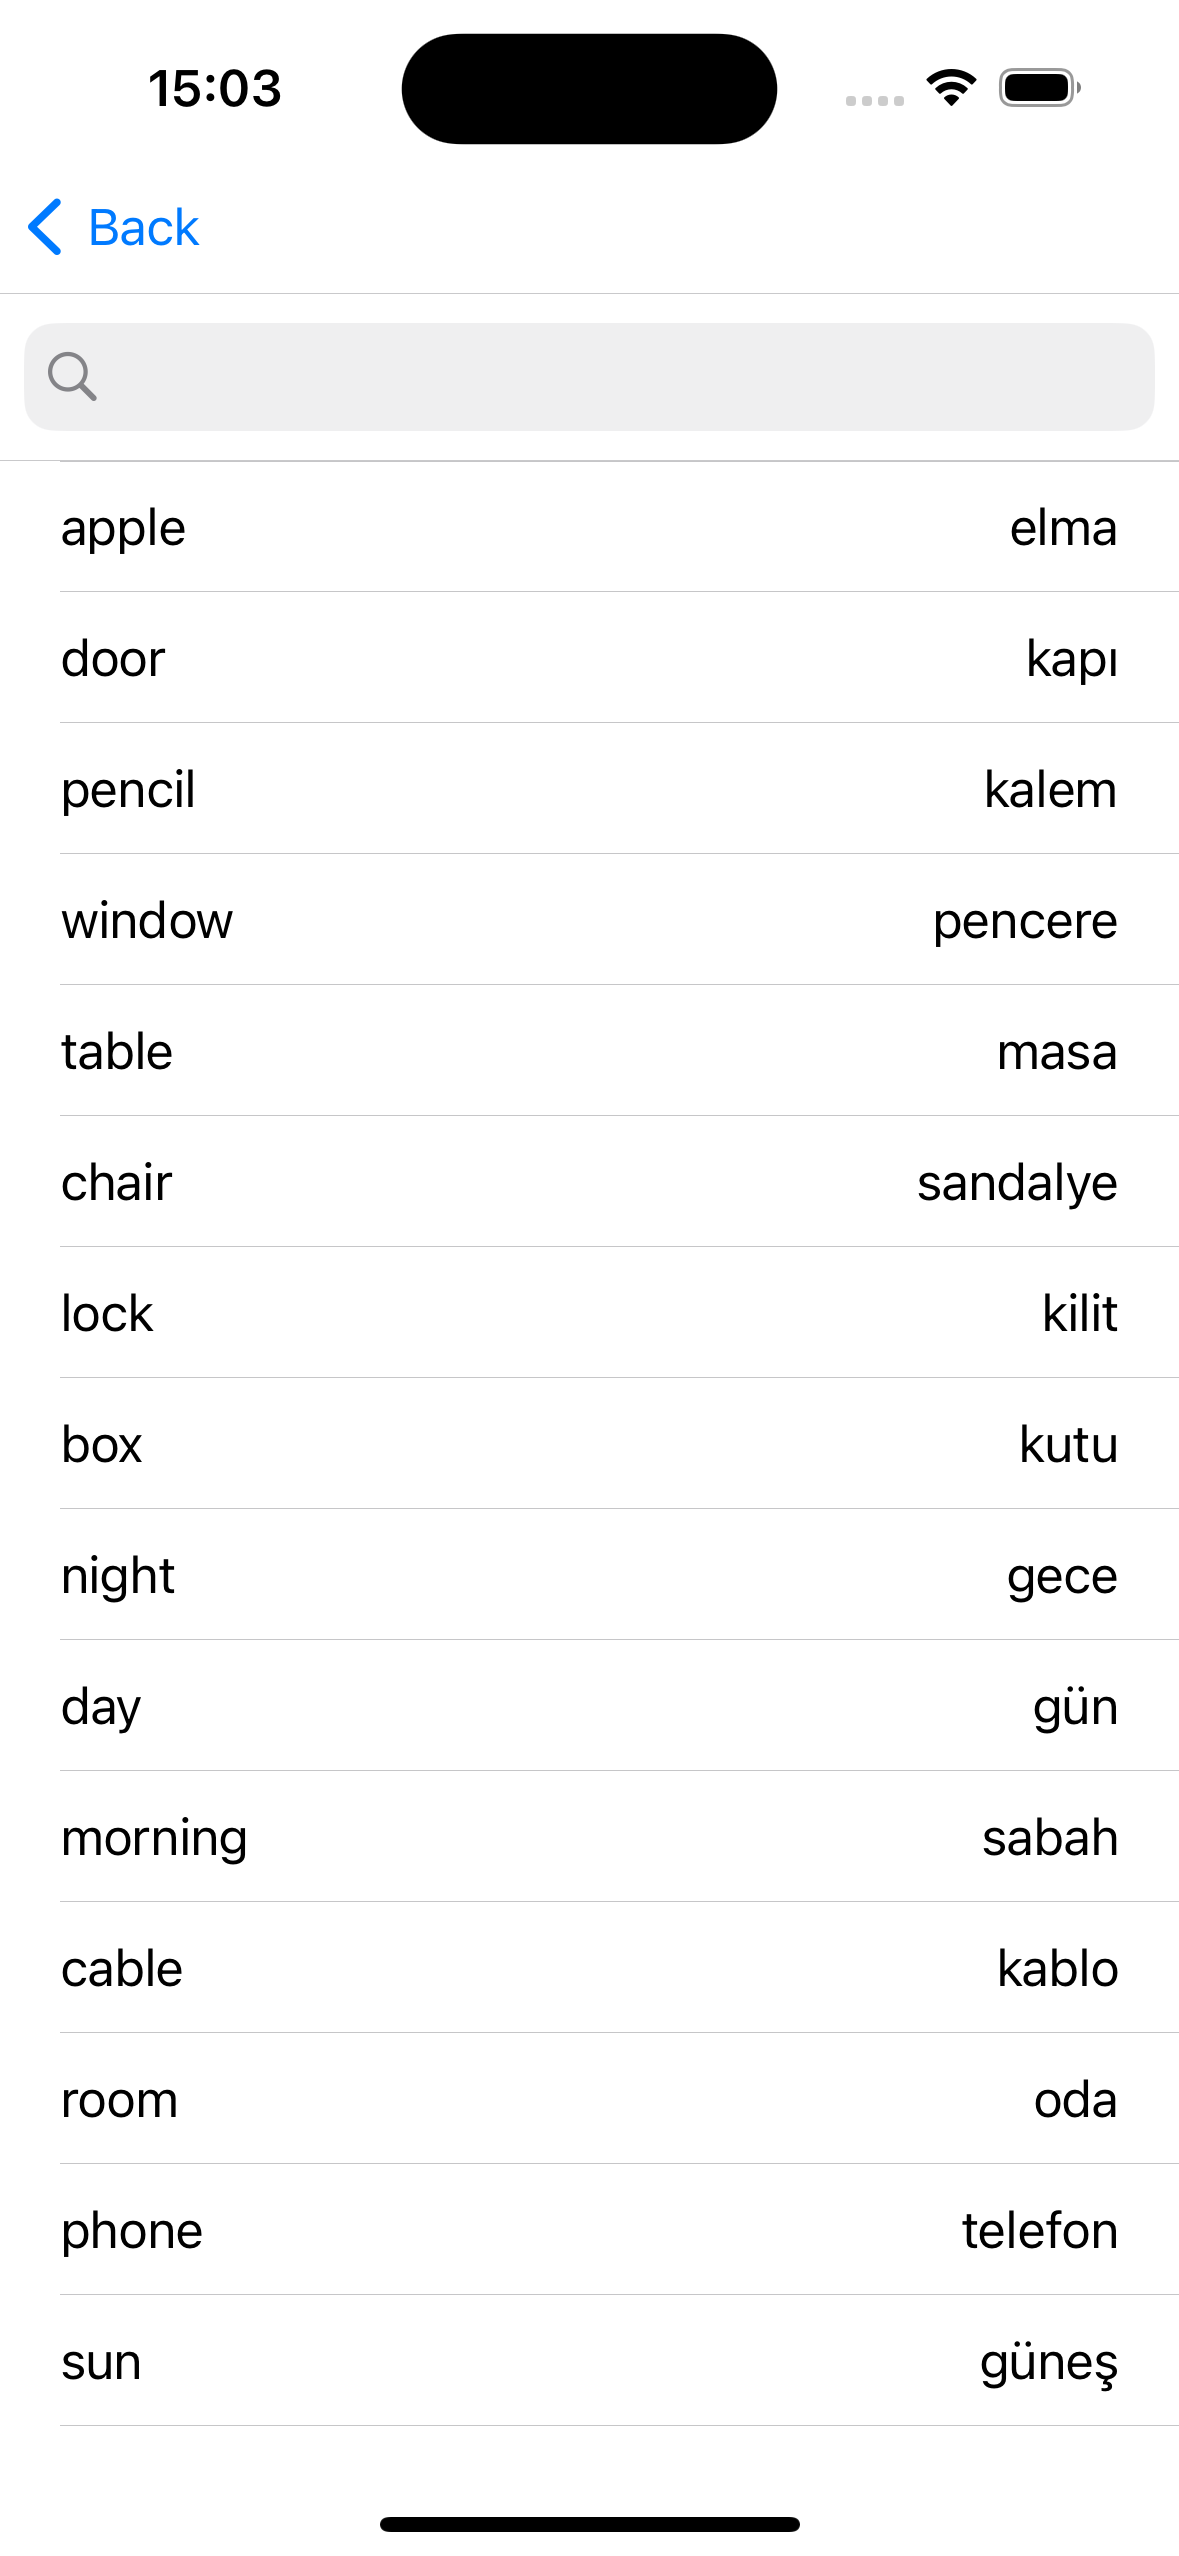 15:03
Back
apple elma
door kapı
pencil kalem
window pencere
table masa
chair sandalye
lock kilit
box kutu
night gece
day gün
morning sabah
cable kablo
room oda
phone telefon
sun güneş